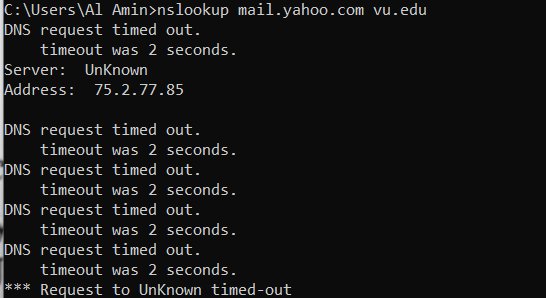 C:\Users\Al Amin>nslookup mail.yahoo.com vu.edu
DNS request timed out.
    timeout was 2 seconds.
Server:  UnKnown
Address:  75.2.77.85

DNS request timed out.
    timeout was 2 seconds.
DNS request timed out.
    timeout was 2 seconds.
DNS request timed out.
    timeout was 2 seconds.
DNS request timed out.
    timeout was 2 seconds.
*** Request to UnKnown timed-out